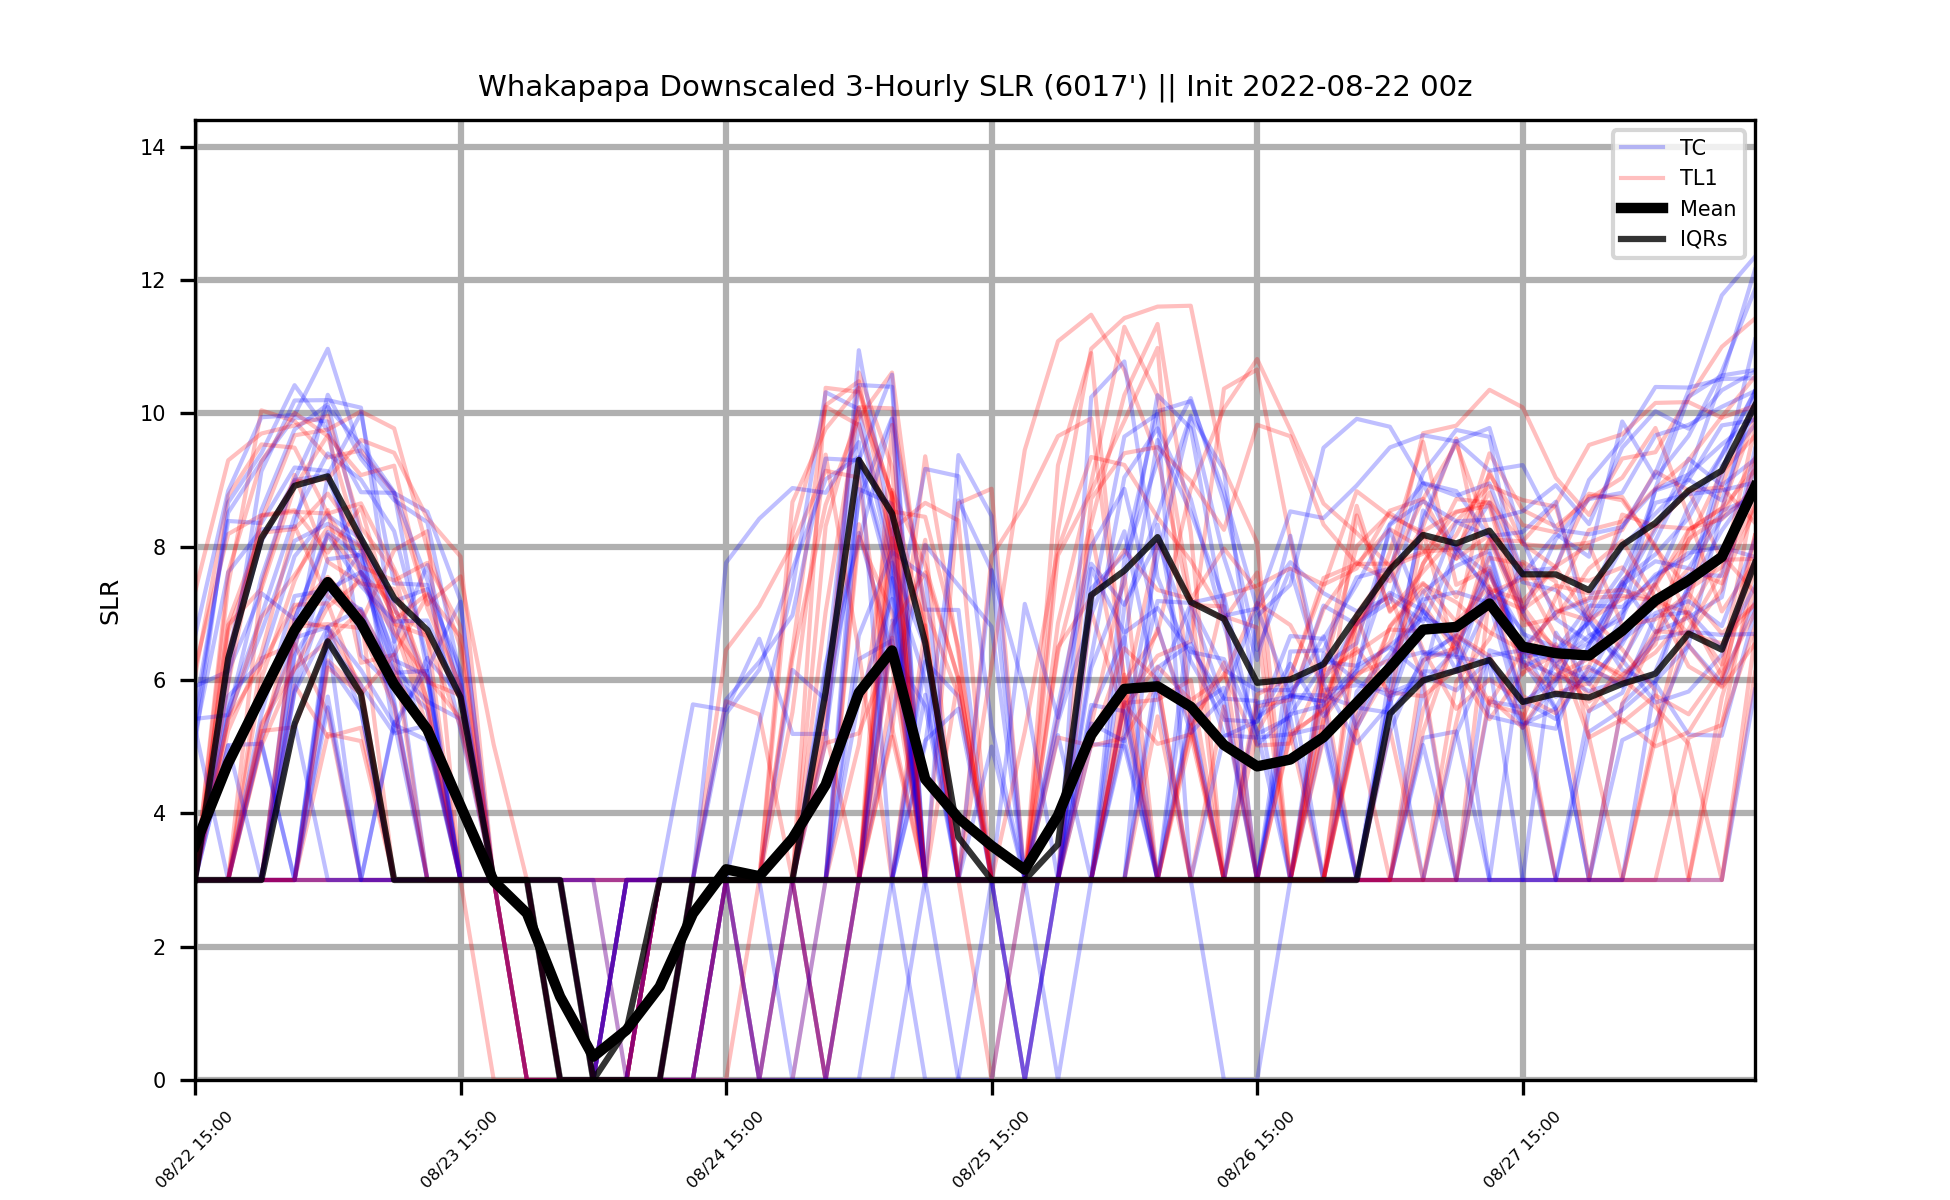 Whakapapa Downscaled 3-Hourly SLR (6017') || Init 2022-08-22 00z
14
12
10
8
6
4
2
0
SLR
TC
TL1
Mean
IQRs
08/22 15:00
08/23 15:00
08/24 15:00
08/25 15:00
08/26 15:00
08/27 15:00